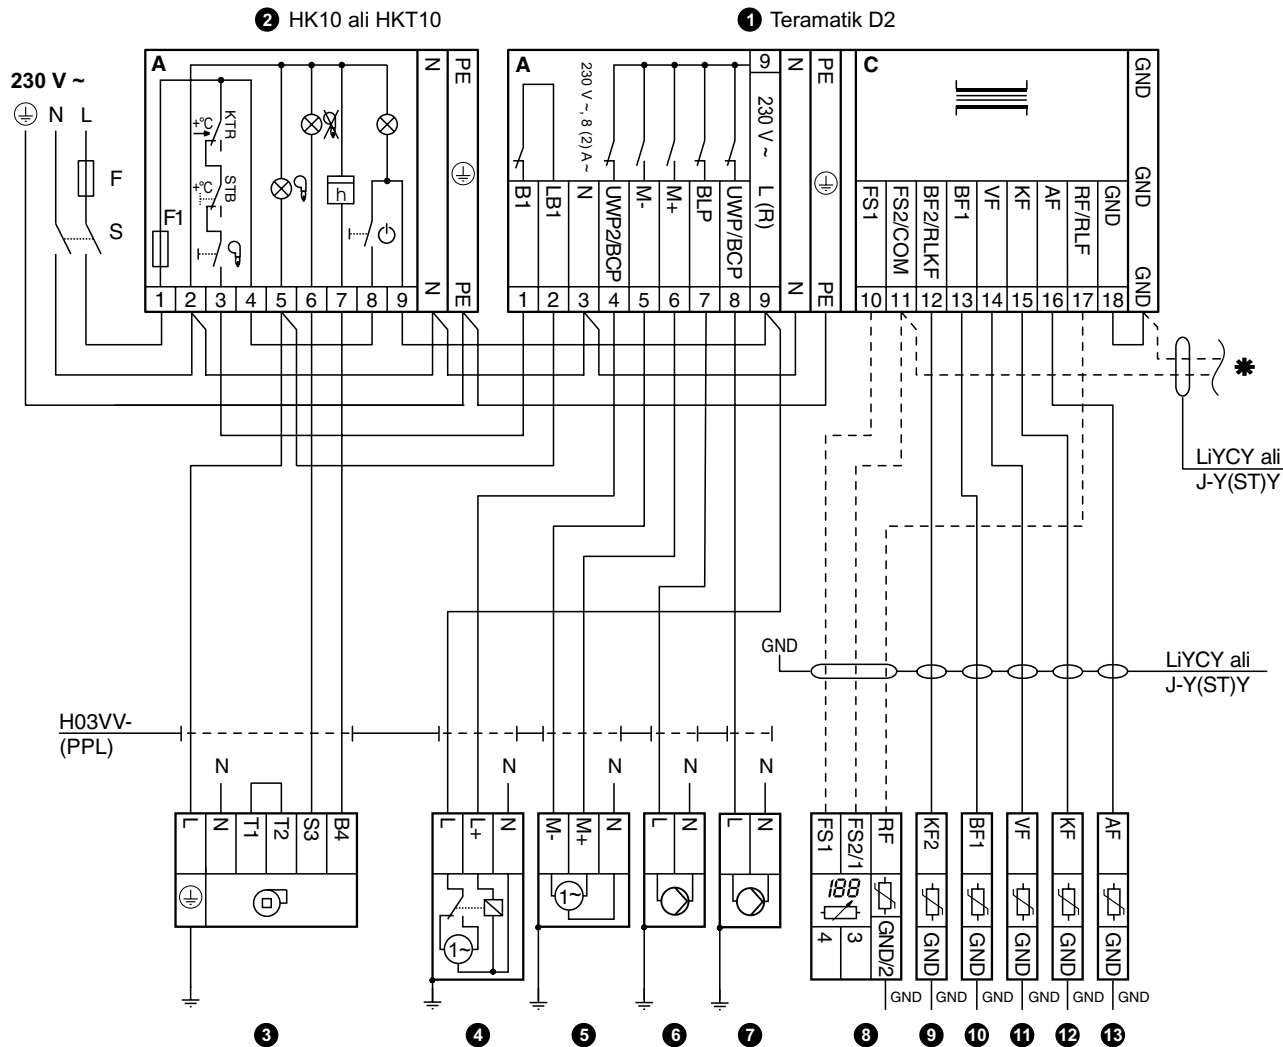 2 HK10 ali HKT10
1 Teramatik D2
230 V ~
N L
F
S
A
+ºC
KTR
+ºC
STB
F1
h
N
PE
1 2 3 4 5 6 7 8 9 N PE
A
230 V ~, 8 (2) A ~
9
230 V ~
N
PE
C
GND
GND
B1
LB1
N
UWP2/BCP
M-
M+
BLP
UWP/BCP
L (R)
FS1
FS2/COM
BF2/RLKF
BF1
VF
KF
AF
RF/RLF
GND
1 2 3 4 5 6 7 8 9 N PE
10 11 12 13 14 15 16 17 18 GND
*
LiYCY ali
J-Y(ST)Y
GND
LiYCY ali
J-Y(ST)Y
H03VV-
(PPL)
N
N
N
N
N
L
N
T1
T2
S3
B4
L
L+
N
1~
M-
M+
N
1~
L
N
L
N
FS1
FS2/1
RF
188
4
3
GND/2
KF2
GND
BF1
GND
VF
GND
KF
GND
AF
GND
GND GND GND GND GND GND
3 4 5 6 7 8 9 10 11 12 13